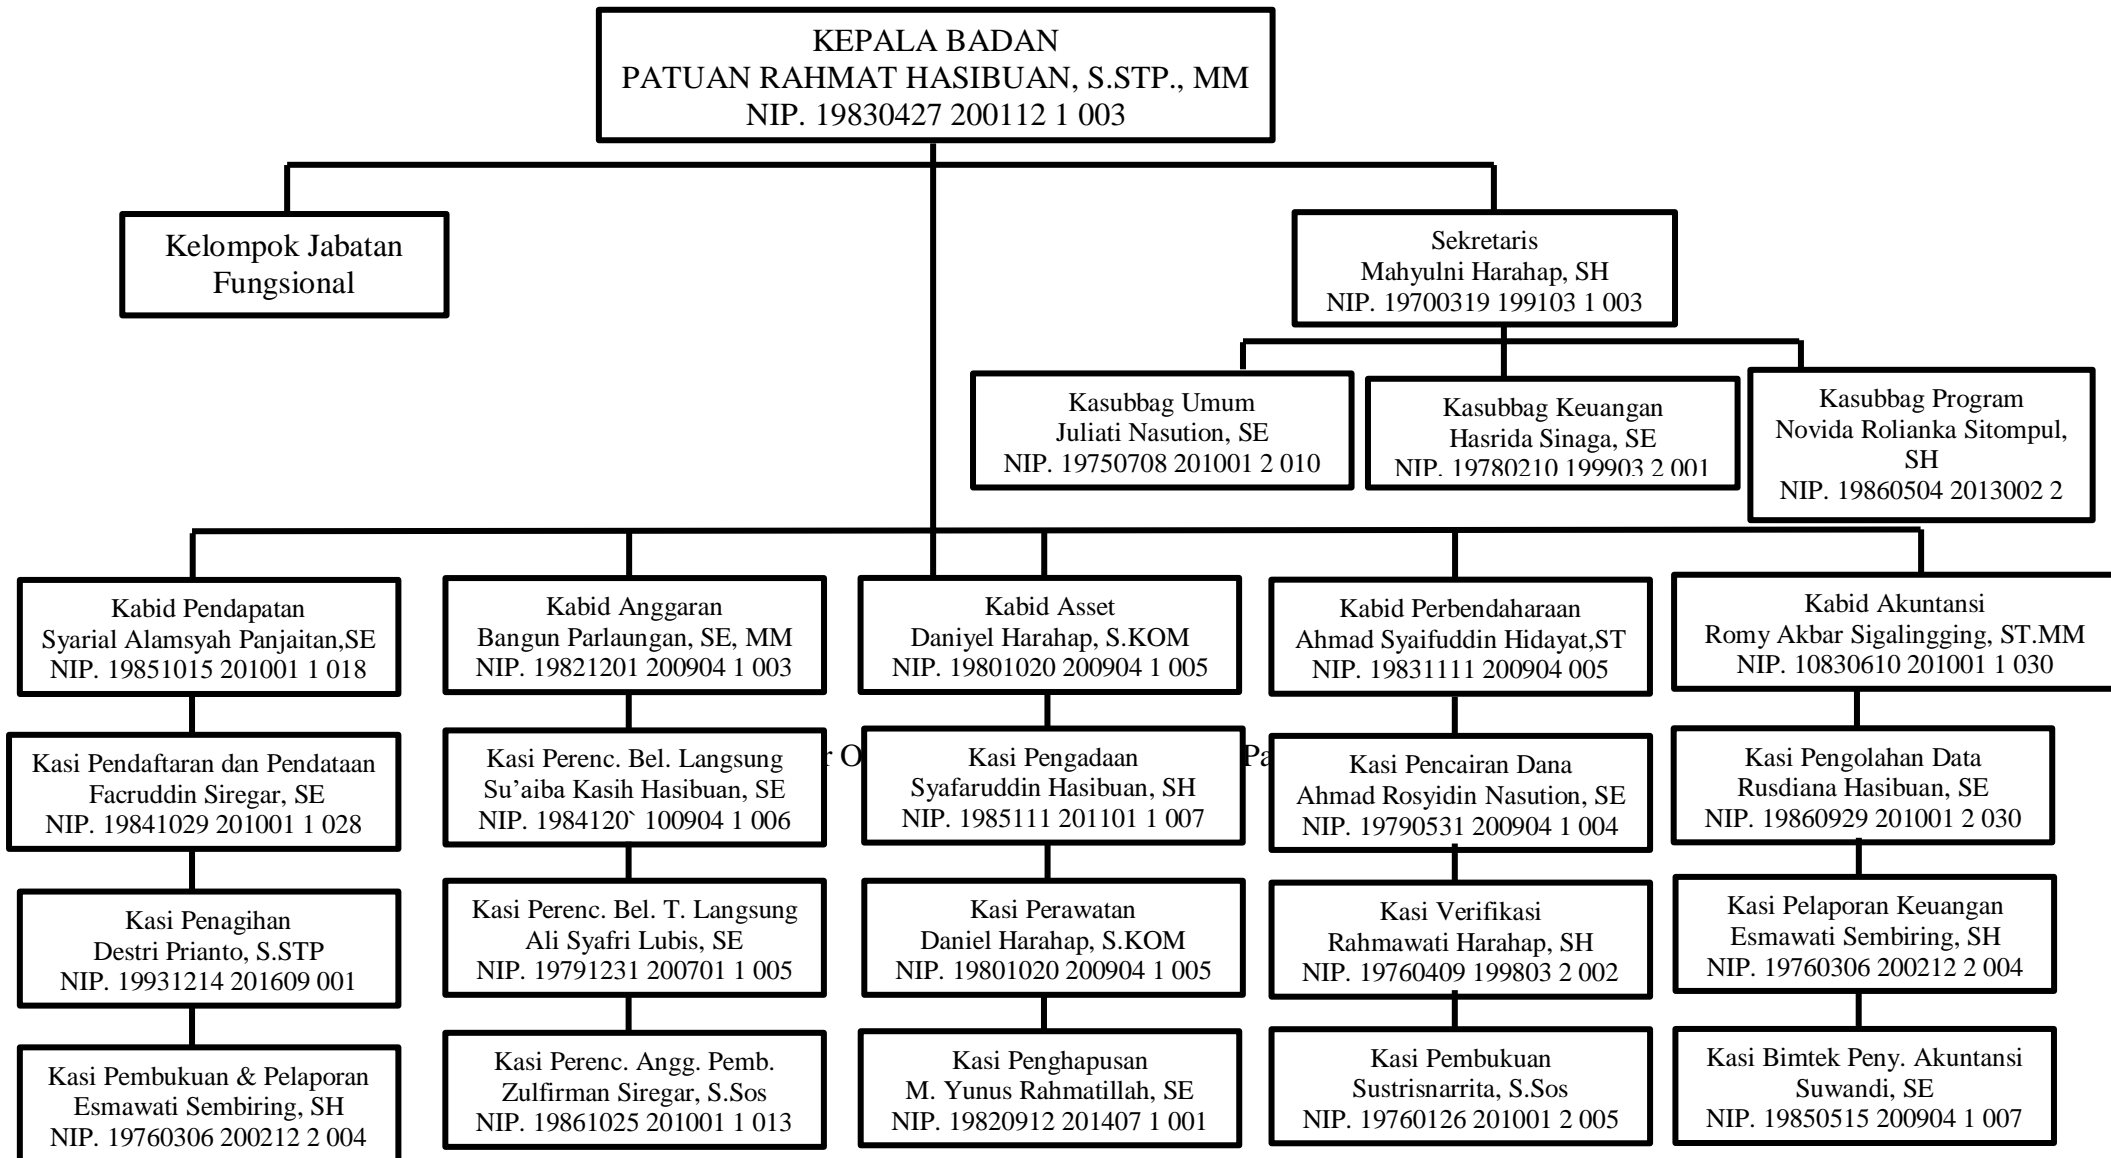 KEPALA BADAN
PATUAN RAHMAT HASIBUAN, S.STP., MM
NIP. 19830427 200112 1 003
Kelompok Jabatan
Fungsional
Sekretaris
Mahyulni Harahap, SH
NIP. 19700319 199103 1 003
Kasubbag Umum
Juliati Nasution, SE
NIP. 19750708 201001 2 010
Kasubbag Keuangan
Hasrida Sinaga, SE
NIP. 19780210 199903 2 001
Kasubbag Program
Novida Rolianka Sitompul,
SH
NIP. 19860504 2013002 2
Kabid Pendapatan
Syarial Alamsyah Panjaitan,SE
NIP. 19851015 201001 1 018
Kabid Anggaran
Bangun Parlaungan, SE, MM
NIP. 19821201 200904 1 003
Kabid Asset
Daniyel Harahap, S.KOM
NIP. 19801020 200904 1 005
Kabid Perbendaharaan
Ahmad Syaifuddin Hidayat,ST
NIP. 19831111 200904 005
Kabid Akuntansi
Romy Akbar Sigalingging, ST.MM
NIP. 10830610 201001 1 030
Kasi Pendaftaran dan Pendataan
Facruddin Siregar, SE
NIP. 19841029 201001 1 028
Kasi Perenc. Bel. Langsung
Su’aiba Kasih Hasibuan, SE
NIP. 1984120` 100904 1 006
r O
Kasi Pengadaan
Syafaruddin Hasibuan, SH
NIP. 1985111 201101 1 007
Pa
Kasi Pencairan Dana
Ahmad Rosyidin Nasution, SE
NIP. 19790531 200904 1 004
Kasi Pengolahan Data
Rusdiana Hasibuan, SE
NIP. 19860929 201001 2 030
Kasi Penagihan
Destri Prianto, S.STP
NIP. 19931214 201609 001
Kasi Perenc. Bel. T. Langsung
Ali Syafri Lubis, SE
NIP. 19791231 200701 1 005
Kasi Perawatan
Daniel Harahap, S.KOM
NIP. 19801020 200904 1 005
Kasi Verifikasi
Rahmawati Harahap, SH
NIP. 19760409 199803 2 002
Kasi Pelaporan Keuangan
Esmawati Sembiring, SH
NIP. 19760306 200212 2 004
Kasi Pembukuan & Pelaporan
Esmawati Sembiring, SH
NIP. 19760306 200212 2 004
Kasi Perenc. Angg. Pemb.
Zulfirman Siregar, S.Sos
NIP. 19861025 201001 1 013
Kasi Penghapusan
M. Yunus Rahmatillah, SE
NIP. 19820912 201407 1 001
Kasi Pembukuan
Sustrisnarrita, S.Sos
NIP. 19760126 201001 2 005
Kasi Bimtek Peny. Akuntansi
Suwandi, SE
NIP. 19850515 200904 1 007